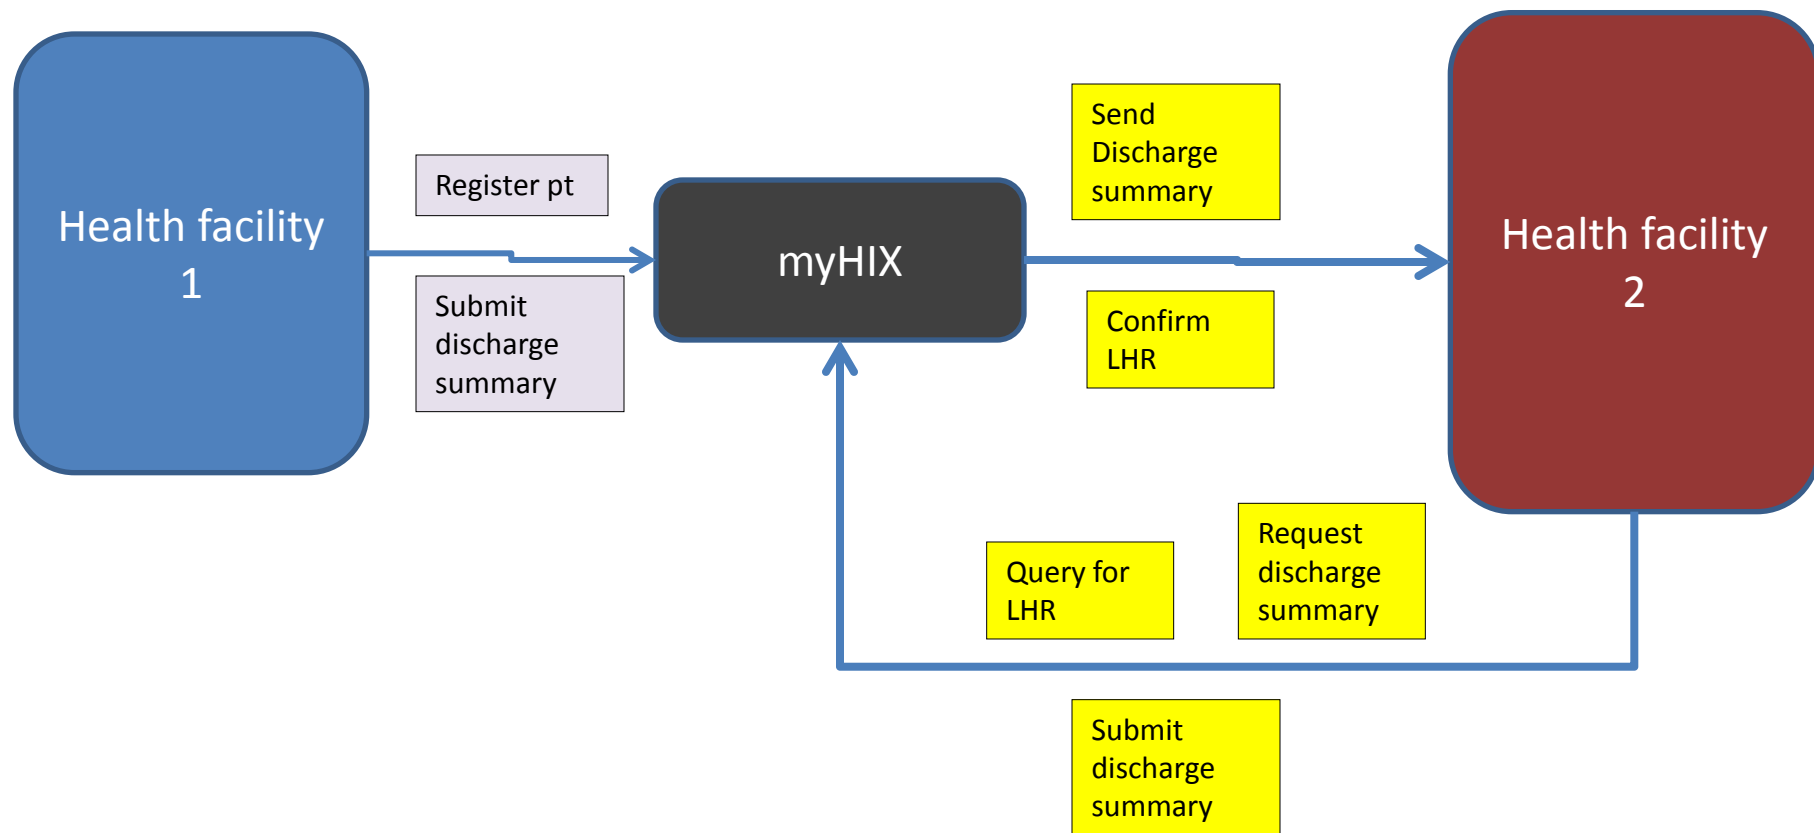 Health facility
1
Register pt
Submit
discharge
summary
myHIX
Send
Discharge
summary
Confirm
LHR
Health facility
2
Query for
LHR
Request
discharge
summary
Submit
discharge
summary